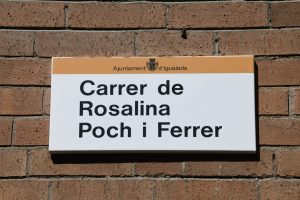 Ajuntament d'Igualada
Carrer de
Rosalina
Poch i Ferrer